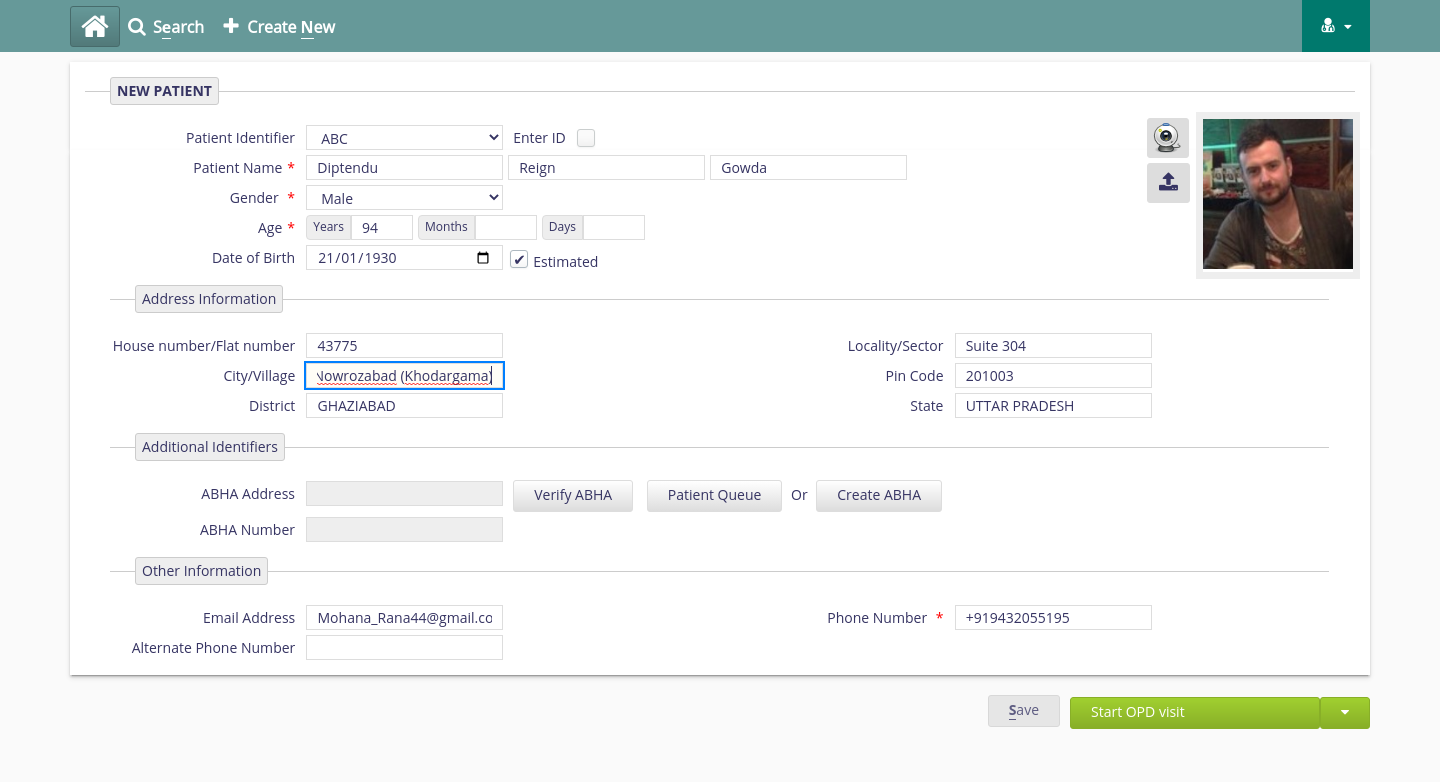 Search Create New
NEW PATIENT
Patient Identifier ABC Enter ID
Patient Name * Diptendu Reign Gowda
Gender * Male
Age * Years 94 Months Days
Date of Birth 21/01/1930 Estimated
Address Information
House number/Flat number 43775 Locality/Sector Suite 304
City/Village Nowrozabad (Khodargama) Pin Code 201003
District GHAZIABAD State UTTAR PRADESH
Additional Identifiers
ABHA Address Verify ABHA Patient Queue Or Create ABHA
ABHA Number
Other Information
Email Address Mohana_Rana44@gmail.co Phone Number * +919432055195
Alternate Phone Number
Save Start OPD visit